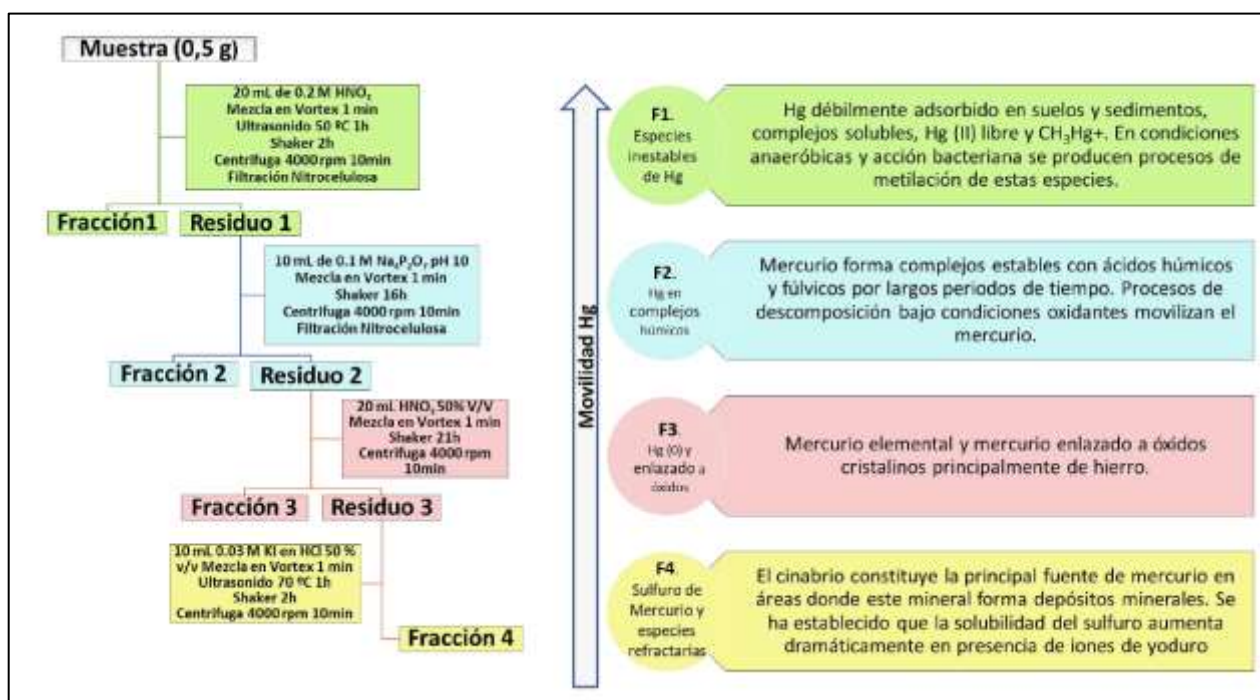 Muestra (0,5 g)
20 mL de 0.2 M HNO₃
Mezcla en Vortex 1 min
Ultrasonido 50 ºC 1h
Shaker 2h
Centrífuga 4000 rpm 10min
Filtración Nitrocelulosa
Fracción1
Residuo 1
10 mL de 0.1 M Na₄P₂O₇ pH 10
Mezcla en Vortex 1 min
Shaker 16h
Centrífuga 4000 rpm 10min
Filtración Nitrocelulosa
Fracción 2
Residuo 2
20 mL HNO₃ 50% V/V
Mezcla en Vortex 1 min
Shaker 21h
Centrífuga 4000 rpm
10min
Fracción 3
Residuo 3
10 mL 0.03 M KI en HCl 50 %
v/v Mezcla en Vortex 1 min
Ultrasonido 70 ºC 1h
Shaker 2h
Centrífuga 4000 rpm 10min
Fracción 4
Movilidad Hg
F1.
Especies
inestables
de Hg
Hg débilmente adsorbido en suelos y sedimentos,
complejos solubles, Hg (II) libre y CH₃Hg+. En condiciones
anaeróbicas y acción bacteriana se producen procesos de
metilación de estas especies.
F2.
Hg en
complejos
húmicos
Mercurio forma complejos estables con ácidos húmicos
y fúlvicos por largos periodos de tiempo. Procesos de
descomposición bajo condiciones oxidantes movilizan el
mercurio.
F3.
Hg (0) y
enlazado a
óxidos
Mercurio elemental y mercurio enlazado a óxidos
cristalinos principalmente de hierro.
F4.
Sulfuro de
Mercurio y
especies
refractarias
El cinabrio constituye la principal fuente de mercurio en
áreas donde este mineral forma depósitos minerales. Se
ha establecido que la solubilidad del sulfuro aumenta
dramáticamente en presencia de iones de yoduro